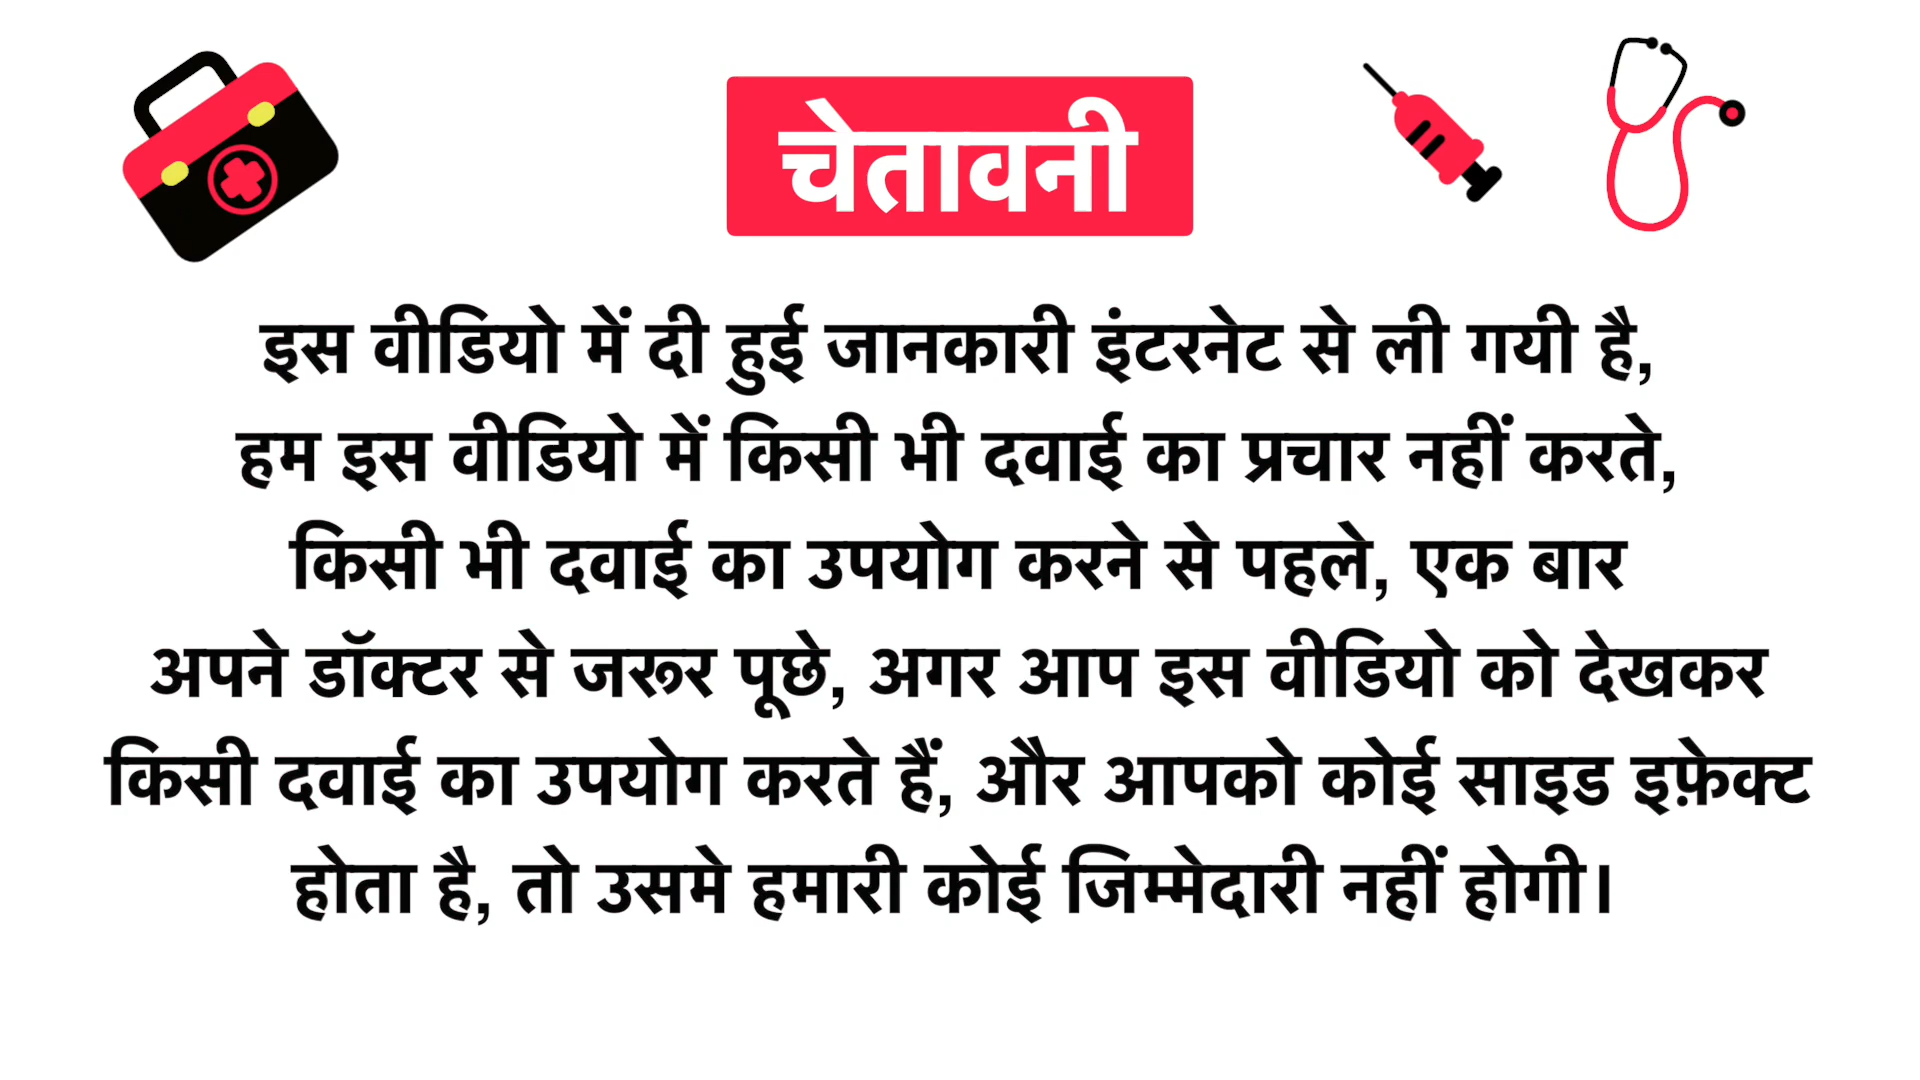 चेतावनी
इस वीडियो में दी हुई जानकारी इंटरनेट से ली गयी है,
हम इस वीडियो में किसी भी दवाई का प्रचार नहीं करते,
किसी भी दवाई का उपयोग करने से पहले, एक बार
अपने डॉक्टर से जरूर पूछे, अगर आप इस वीडियो को देखकर
किसी दवाई का उपयोग करते हैं, और आपको कोई साइड इफ़ेक्ट
होता है, तो उसमे हमारी कोई जिम्मेदारी नहीं होगी।